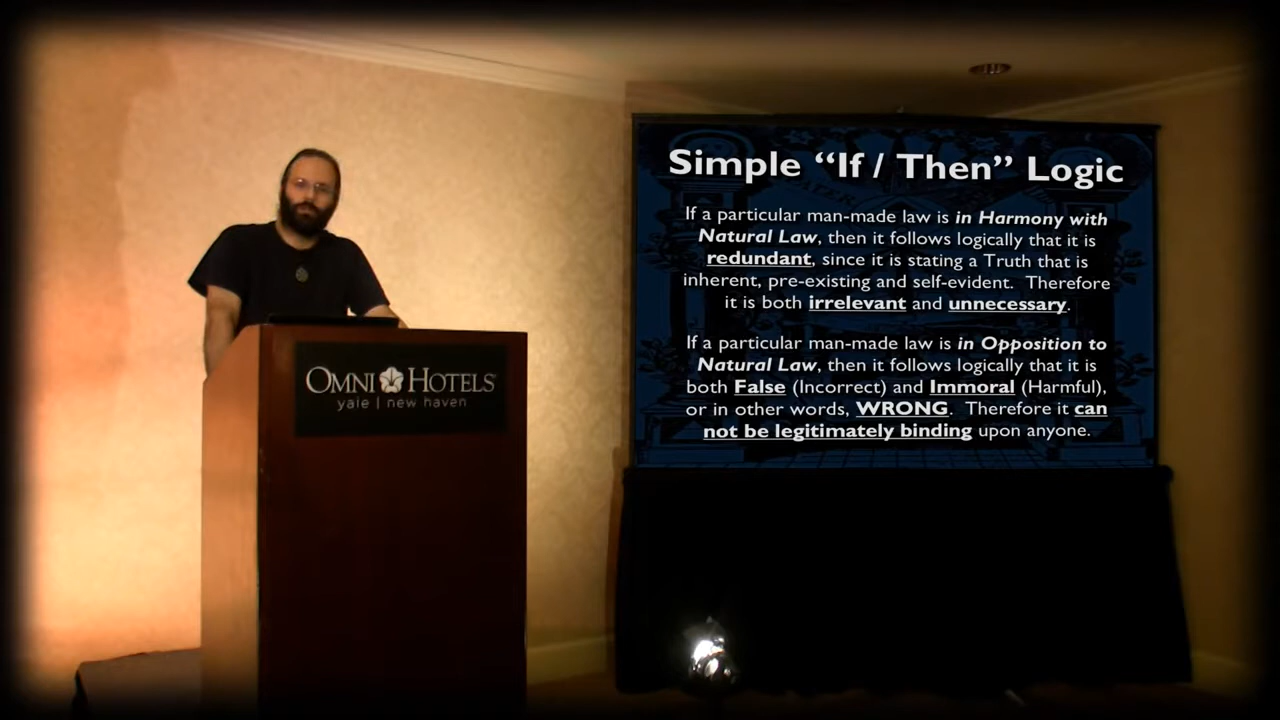 OMNI HOTELS
yale | new haven
Simple “If / Then” Logic
If a particular man-made law is in Harmony with
Natural Law, then it follows logically that it is
redundant, since it is stating a Truth that is
inherent, pre-existing and self-evident. Therefore
it is both irrelevant and unnecessary.
If a particular man-made law is in Opposition to
Natural Law, then it follows logically that it is
both False (Incorrect) and Immoral (Harmful),
or in other words, WRONG. Therefore it can
not be legitimately binding upon anyone.